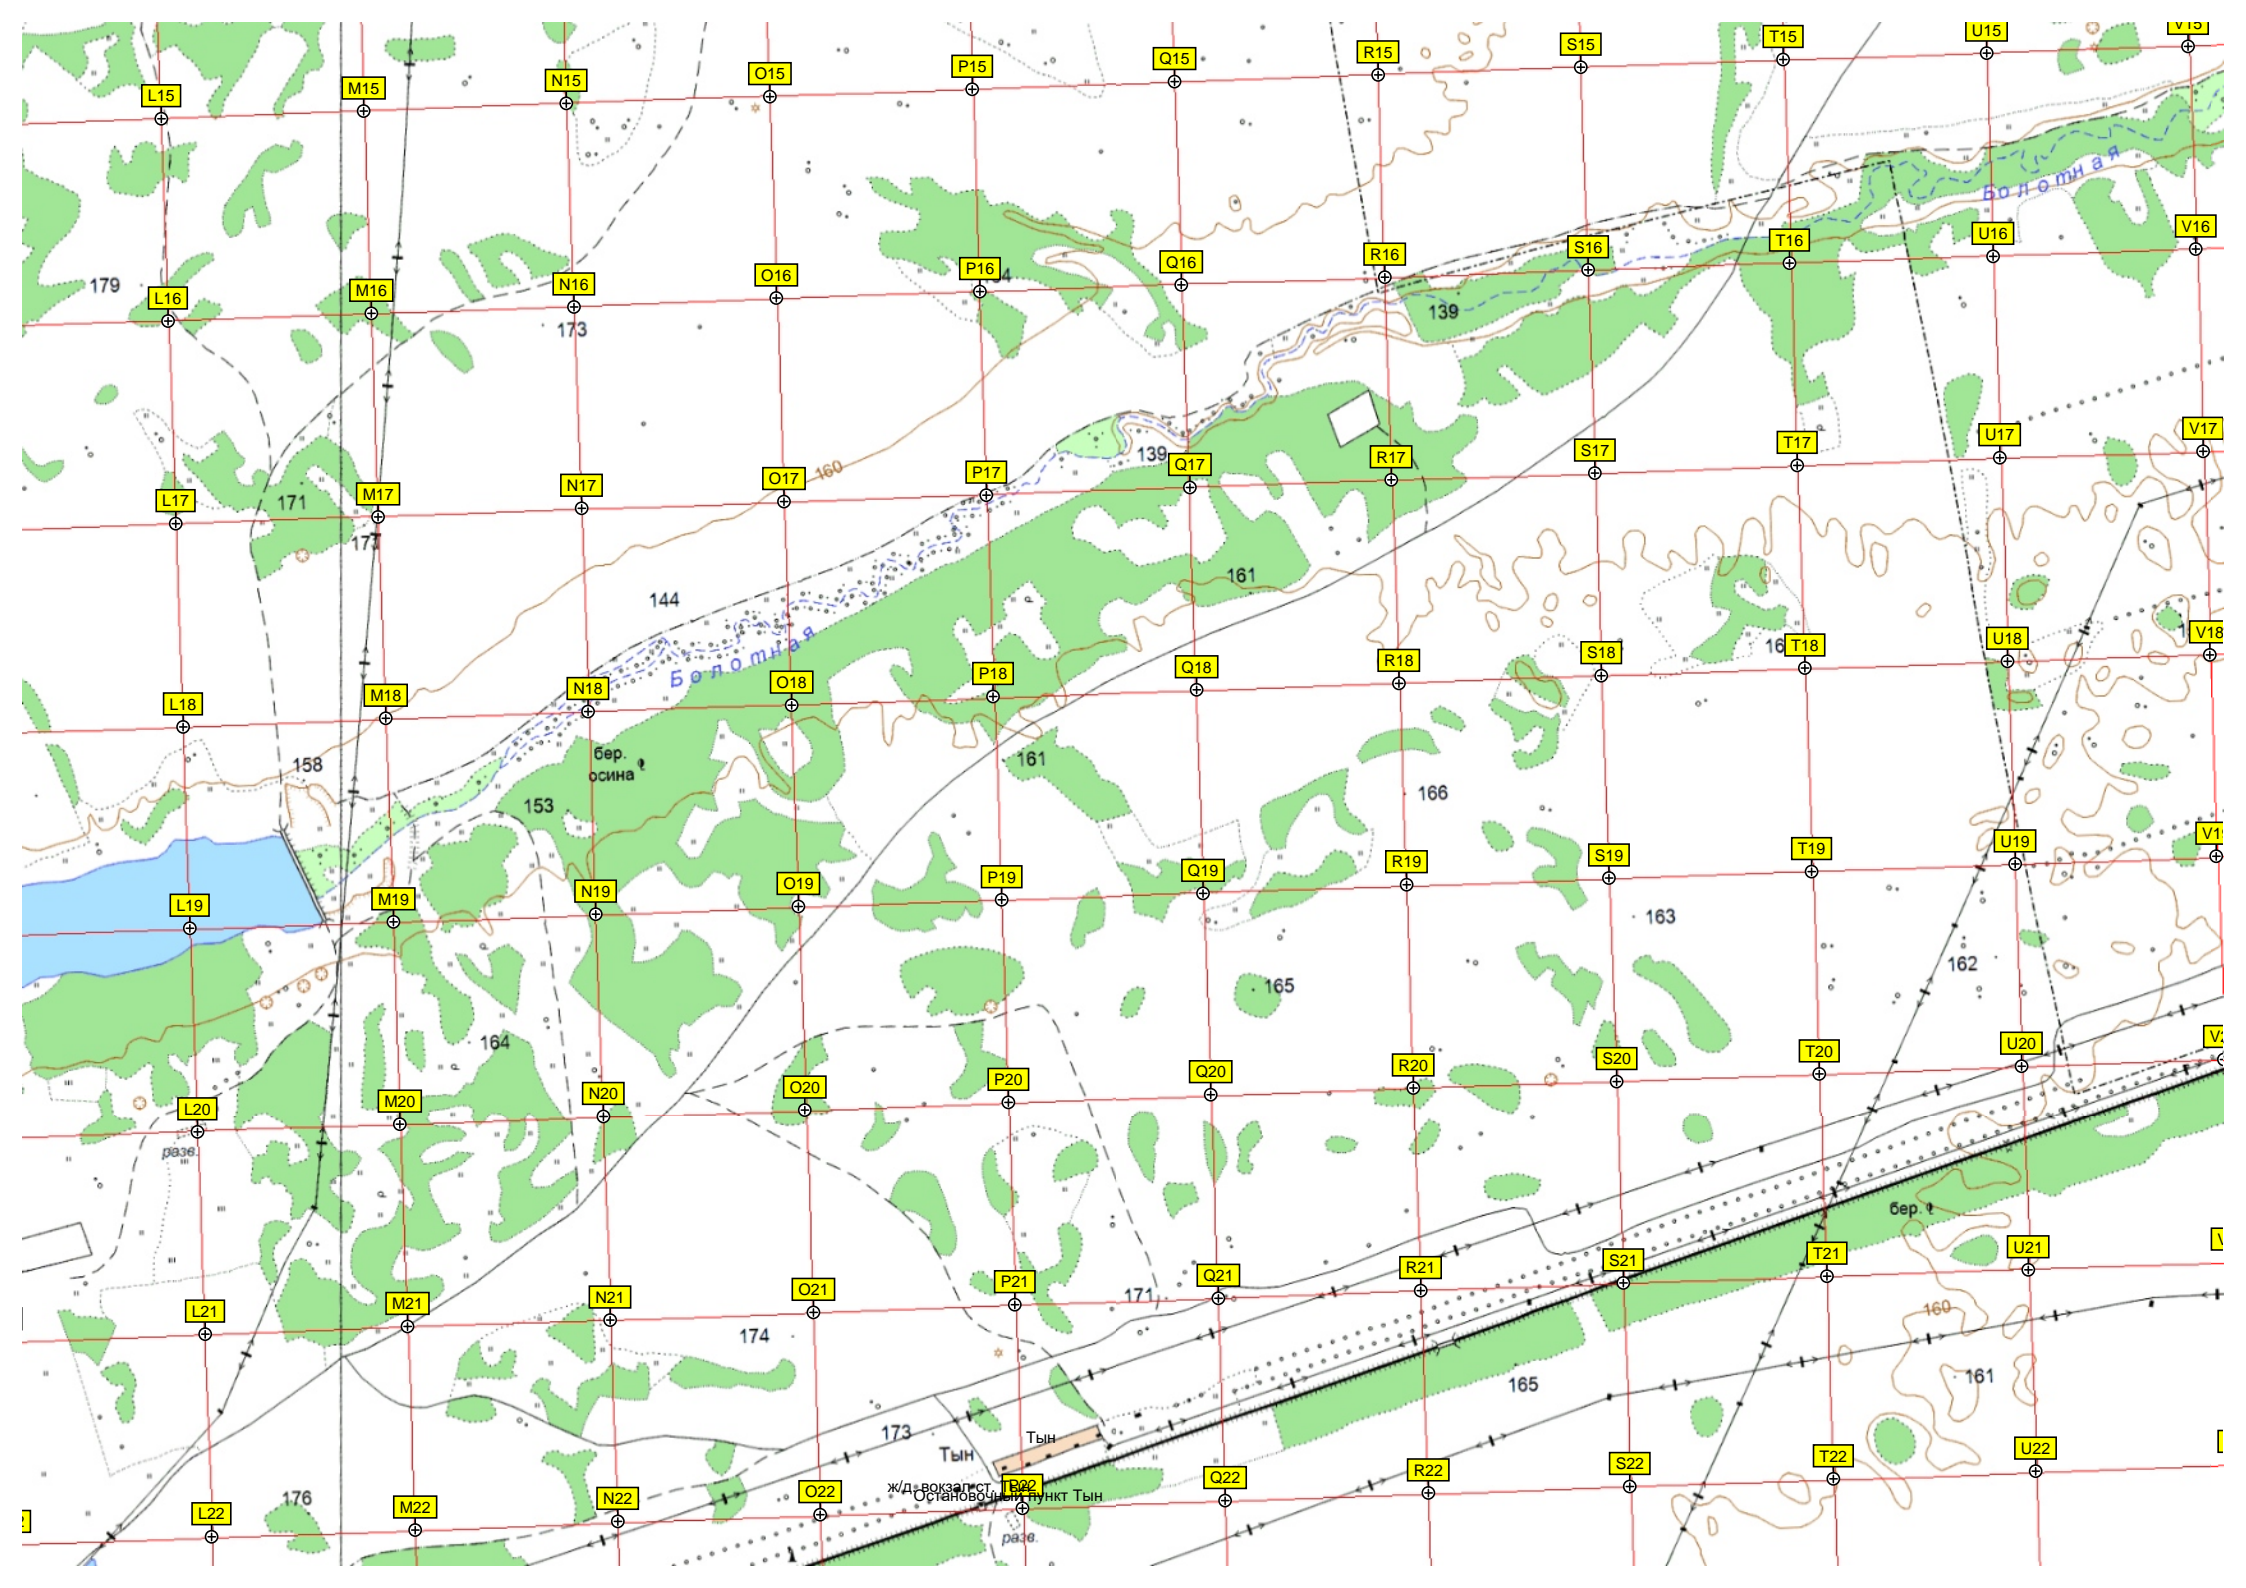 L15 M15 N15 O15 P15 Q15 R15 S15 T15 U15 V15
Болотная
179 L16 M16 N16 O16 P16 Q16 R16 S16 T16 U16 V16
173
139
139
160
L17 M17 N17 O17 P17 Q17 R17 S17 T17 U17 V17
171
177
161
144
Болотная
L18 M18 N18 O18 P18 Q18 R18 S18 T18 U18 V18
158
бер.
осина
161
153
166
L19 M19 N19 O19 P19 Q19 R19 S19 T19 U19
163
162
165
164
L20 M20 N20 O20 P20 Q20 R20 S20 T20 U20
разв.
бер.
L21 M21 N21 O21 P21 Q21 R21 S21 T21 U21
171
174
160
161
165
173
Тын
Тын
176
L22 M22 N22 O22 P22 Q22 R22 S22 T22 U22
ж/д. вокзал ст. Тын
Остановочный пункт Тын
разв.